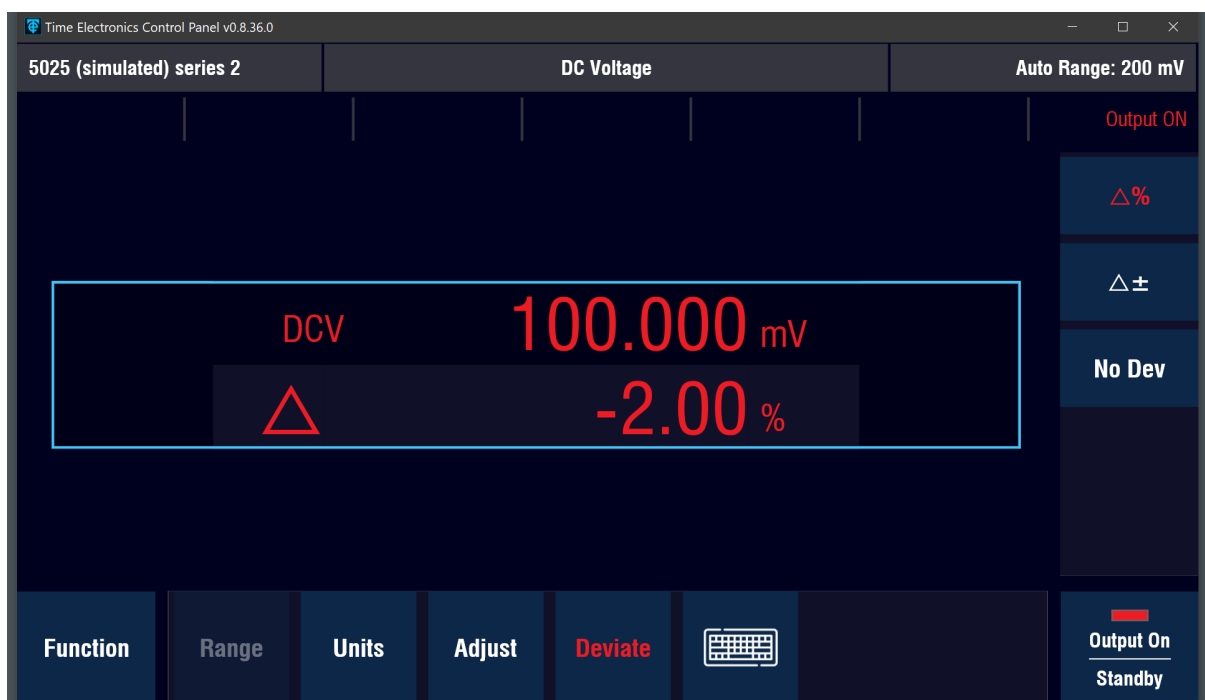 Time Electronics Control Panel v0.8.36.0
5025 (simulated) series 2
DC Voltage
Auto Range: 200 mV
Output ON
△%
△±
No Dev
DCV 100.000 mV
△ -2.00 %
Function
Range
Units
Adjust
Deviate
Output On
Standby